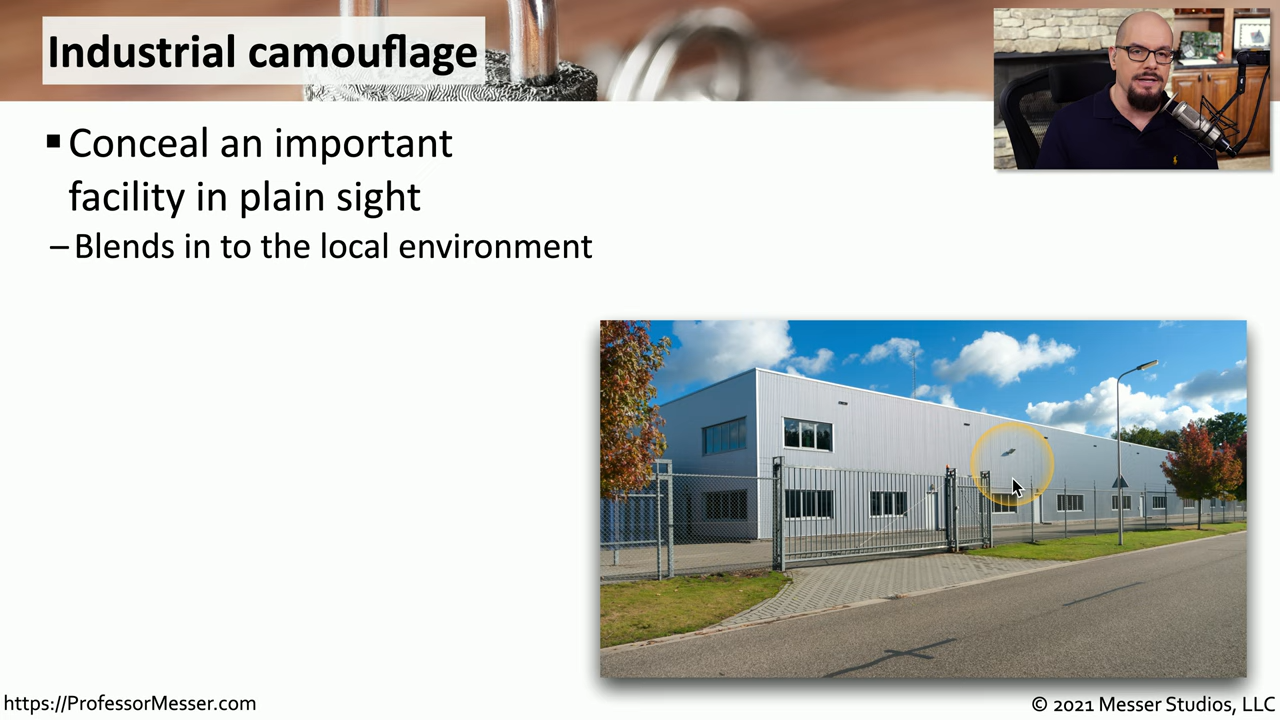 Industrial camouflage
▪ Conceal an important
facility in plain sight
– Blends in to the local environment
https://ProfessorMesser.com
© 2021 Messer Studios, LLC